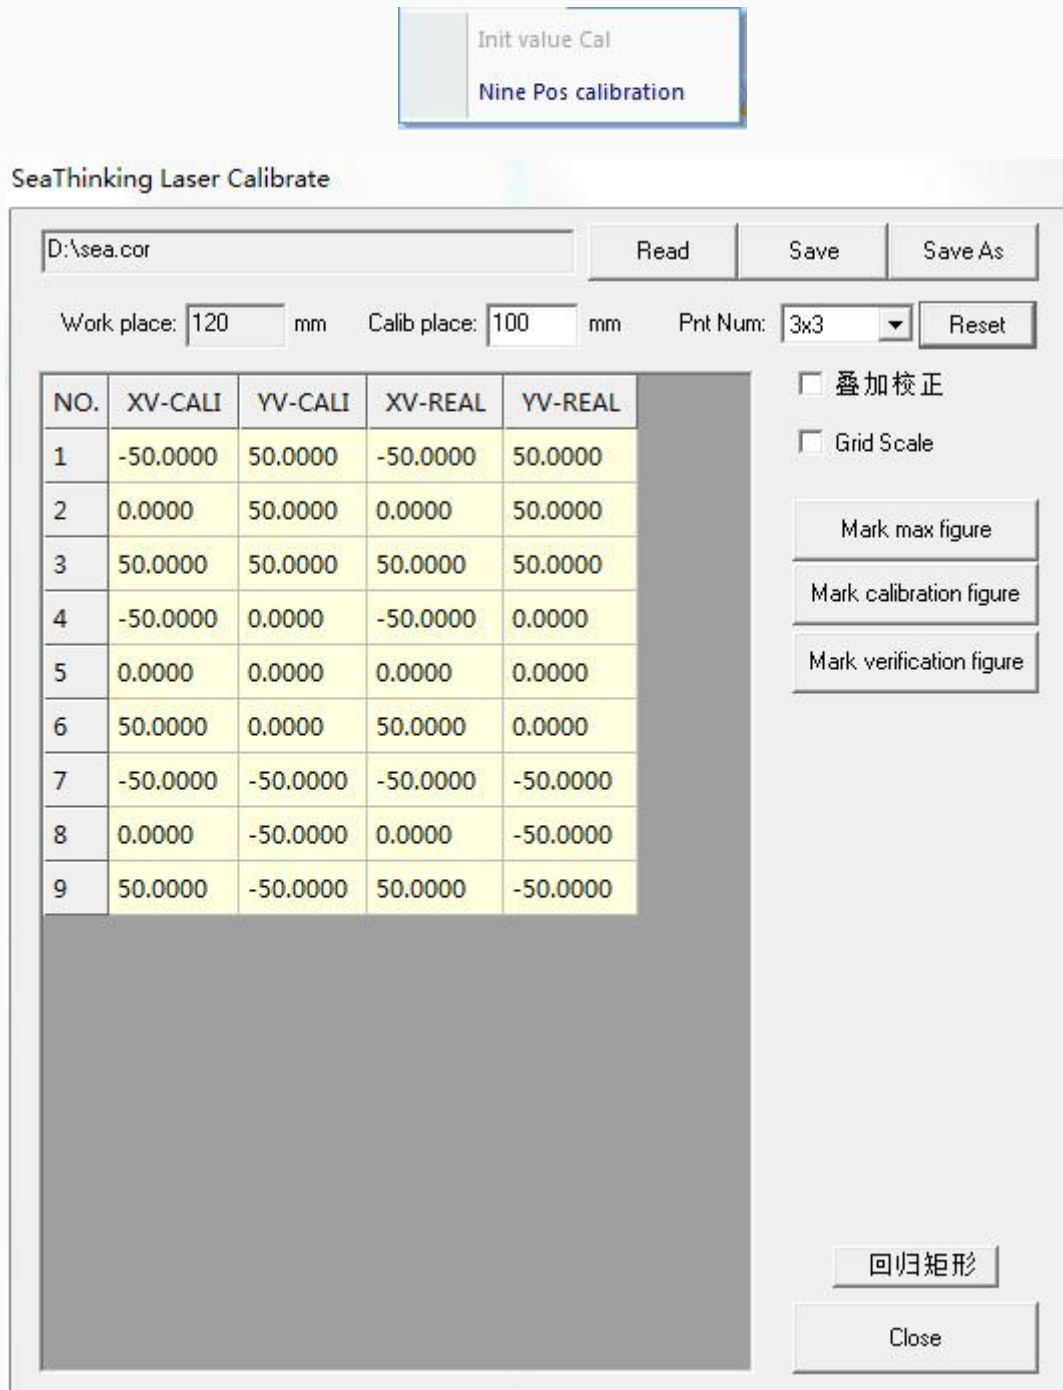 Init value Cal
Nine Pos calibration
SeaThinking Laser Calibrate
D:\sea.cor Read Save Save As
Work place: 120 mm Calib place: 100 mm Pnt Num: 3x3 Reset
叠加校正
Grid Scale
NO. XV-CALI YV-CALI XV-REAL YV-REAL
1 -50.0000 50.0000 -50.0000 50.0000
2 0.0000 50.0000 0.0000 50.0000
3 50.0000 50.0000 50.0000 50.0000
4 -50.0000 0.0000 -50.0000 0.0000
5 0.0000 0.0000 0.0000 0.0000
6 50.0000 0.0000 50.0000 0.0000
7 -50.0000 -50.0000 -50.0000 -50.0000
8 0.0000 -50.0000 0.0000 -50.0000
9 50.0000 -50.0000 50.0000 -50.0000
Mark max figure
Mark calibration figure
Mark verification figure
回归矩形
Close